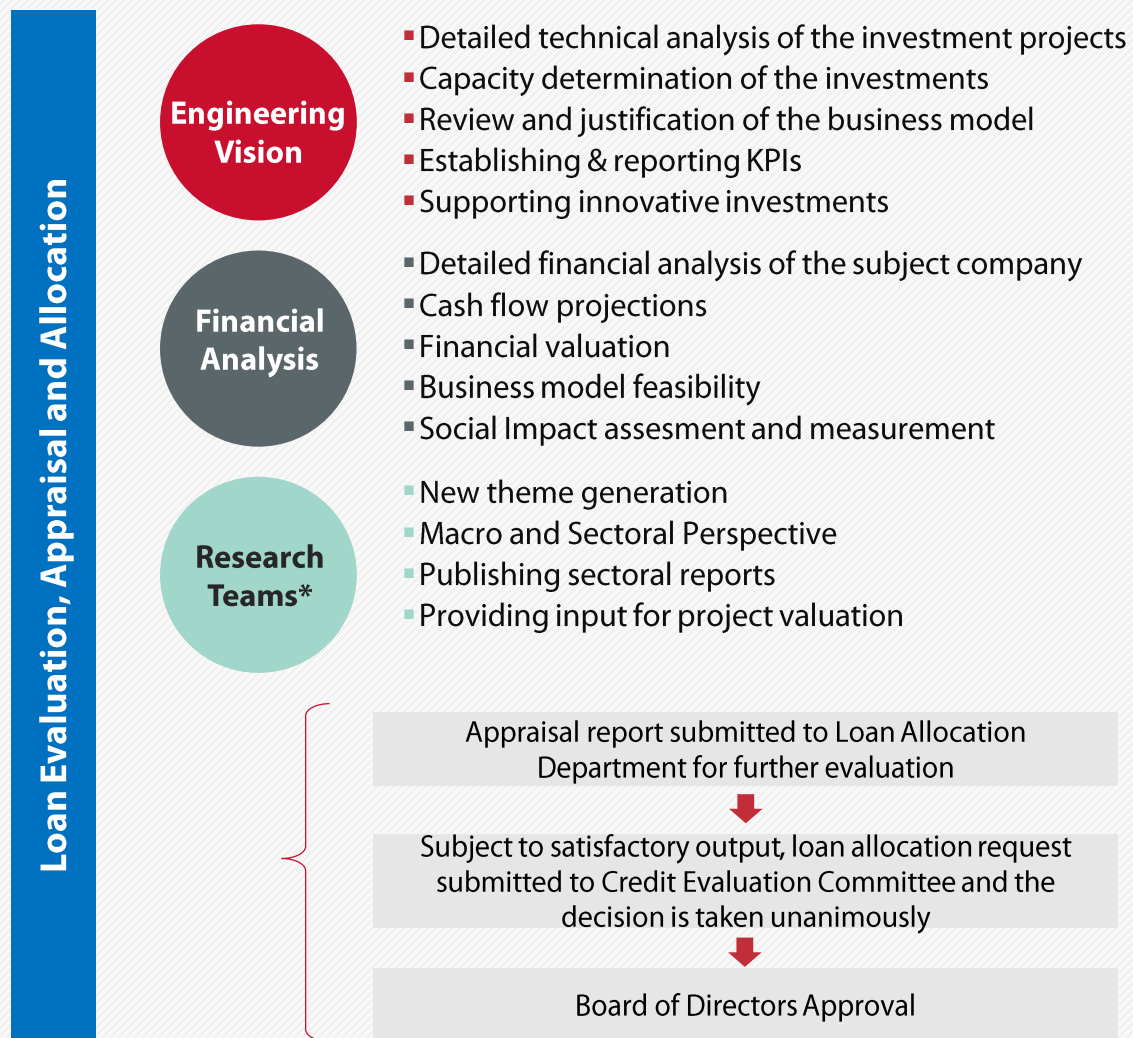 Loan Evaluation, Appraisal and Allocation
Engineering
Vision
▪Detailed technical analysis of the investment projects
▪Capacity determination of the investments
▪Review and justification of the business model
▪Establishing & reporting KPIs
▪Supporting innovative investments
Financial
Analysis
▪Detailed financial analysis of the subject company
▪Cash flow projections
▪Financial valuation
▪Business model feasibility
▪Social Impact assesment and measurement
Research
Teams*
▪New theme generation
▪Macro and Sectoral Perspective
▪Publishing sectoral reports
▪Providing input for project valuation
Appraisal report submitted to Loan Allocation
Department for further evaluation
Subject to satisfactory output, loan allocation request
submitted to Credit Evaluation Committee and the
decision is taken unanimously
Board of Directors Approval